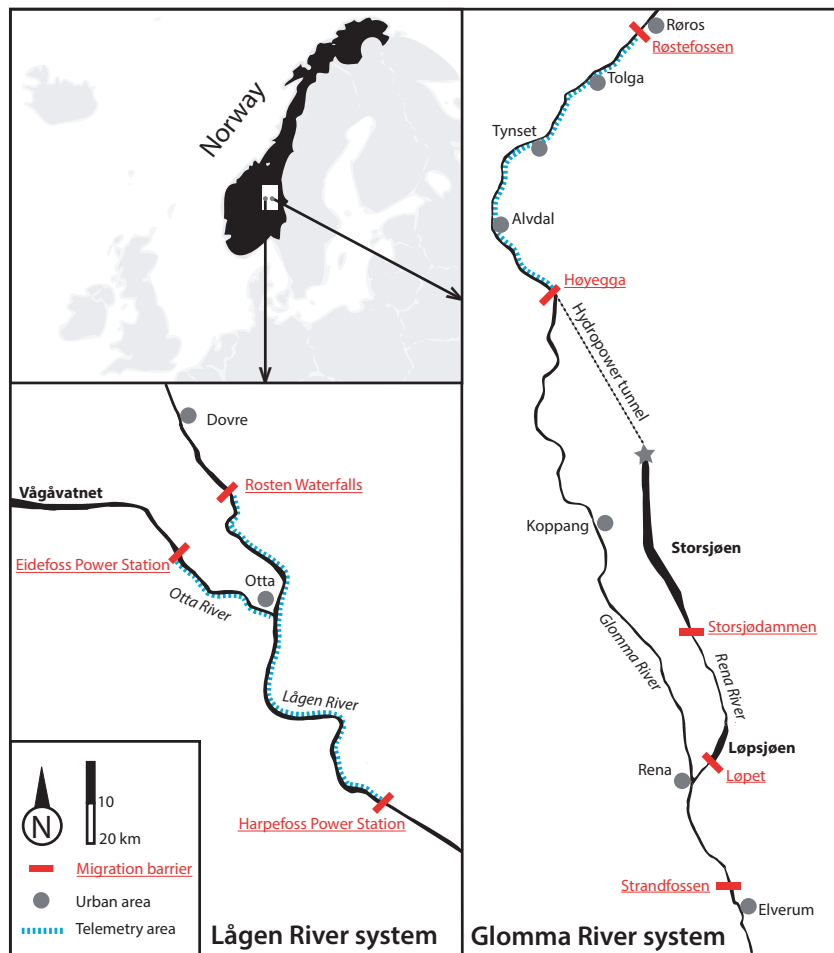 Norway
Dovre
Rosten Waterfalls
Vågåvatnet
Eidefoss Power Station
Otta
Otta River
Lågen River
Harpefoss Power Station
N
10
20 km
Migration barrier
Urban area
Telemetry area
Lågen River system
Røros
Røstefossen
Tolga
Tynset
Alvdal
Høyegga
Hydropower tunnel
Koppang
Storsjøen
Storsjødammen
Glomma River
Rena River
Løpsjøen
Rena
Løpet
Strandfossen
Elverum
Glomma River system